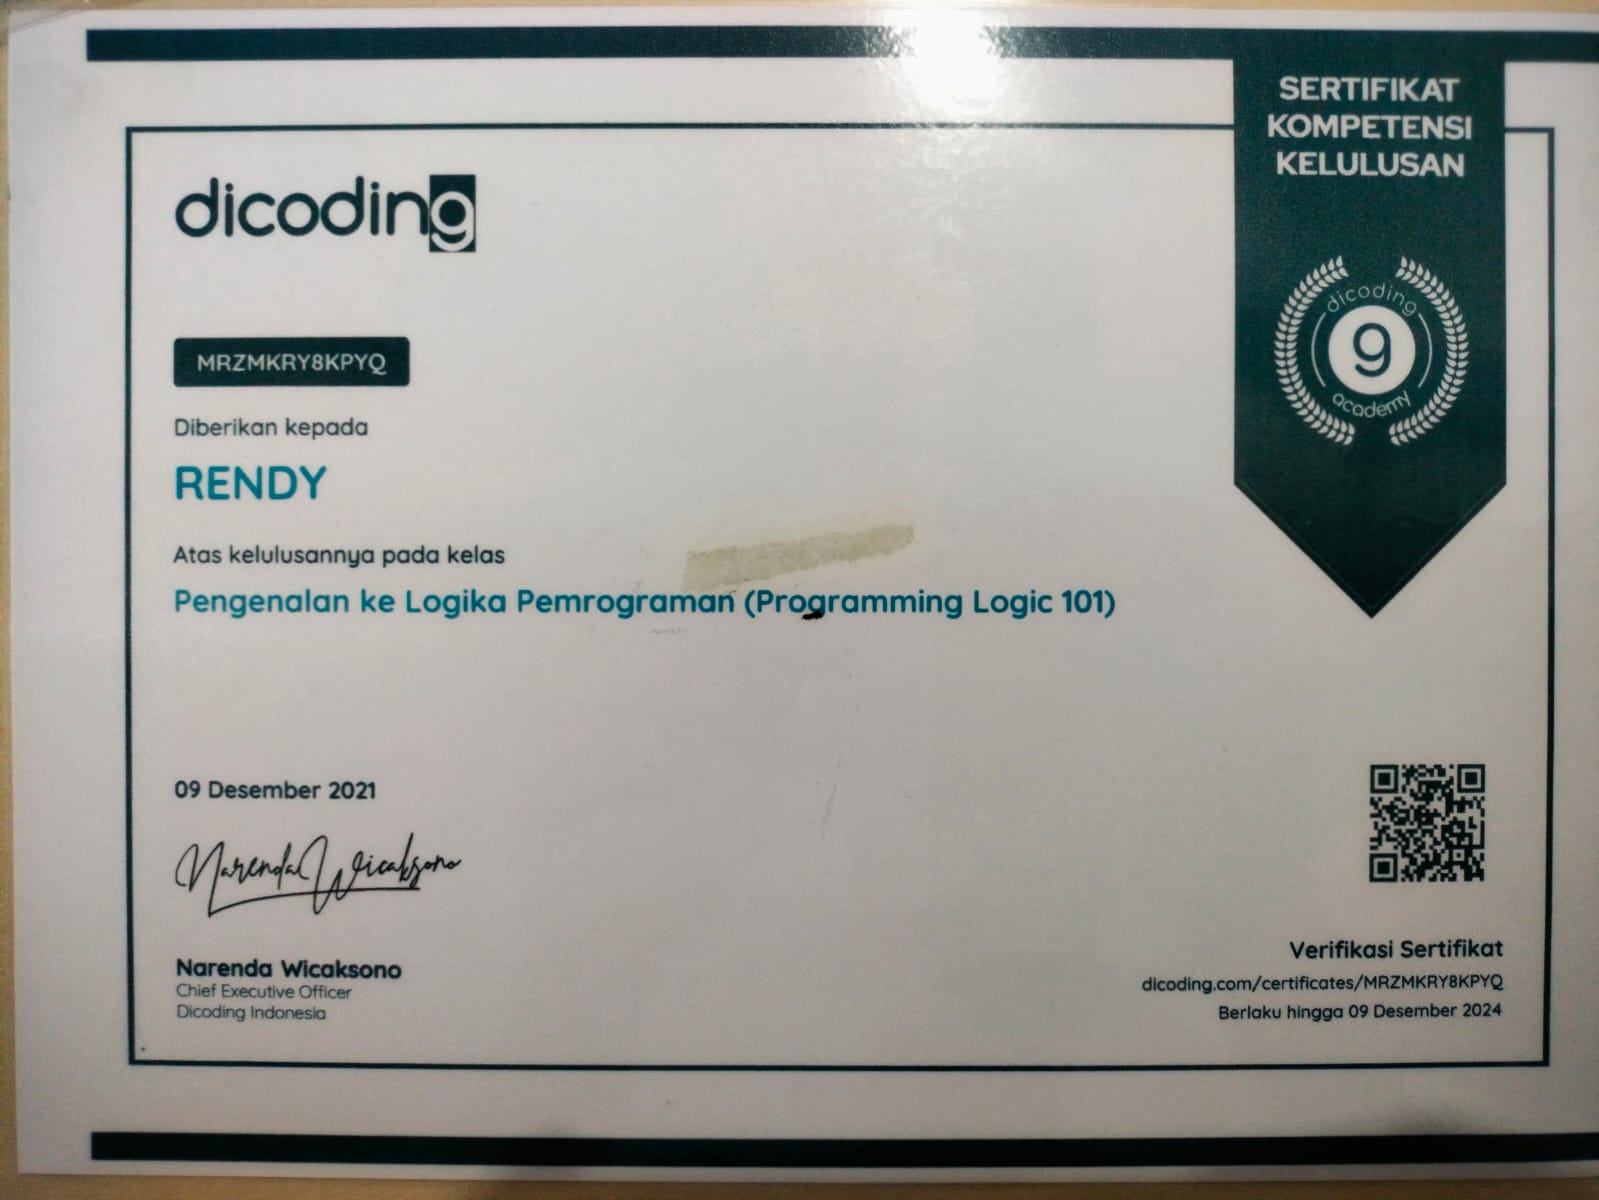 SERTIFIKAT
KOMPETENSI
KELULUSAN
dicoding
dicoding
9
academy
MRZMKRY8KPYQ
Diberikan kepada
RENDY
Atas kelulusannya pada kelas
Pengenalan ke Logika Pemrograman (Programming Logic 101)
09 Desember 2021
Narenda Wicaksono
Narenda Wicaksono
Chief Executive Officer
Dicoding Indonesia
Verifikasi Sertifikat
dicoding.com/certificates/MRZMKRY8KPYQ
Berlaku hingga 09 Desember 2024